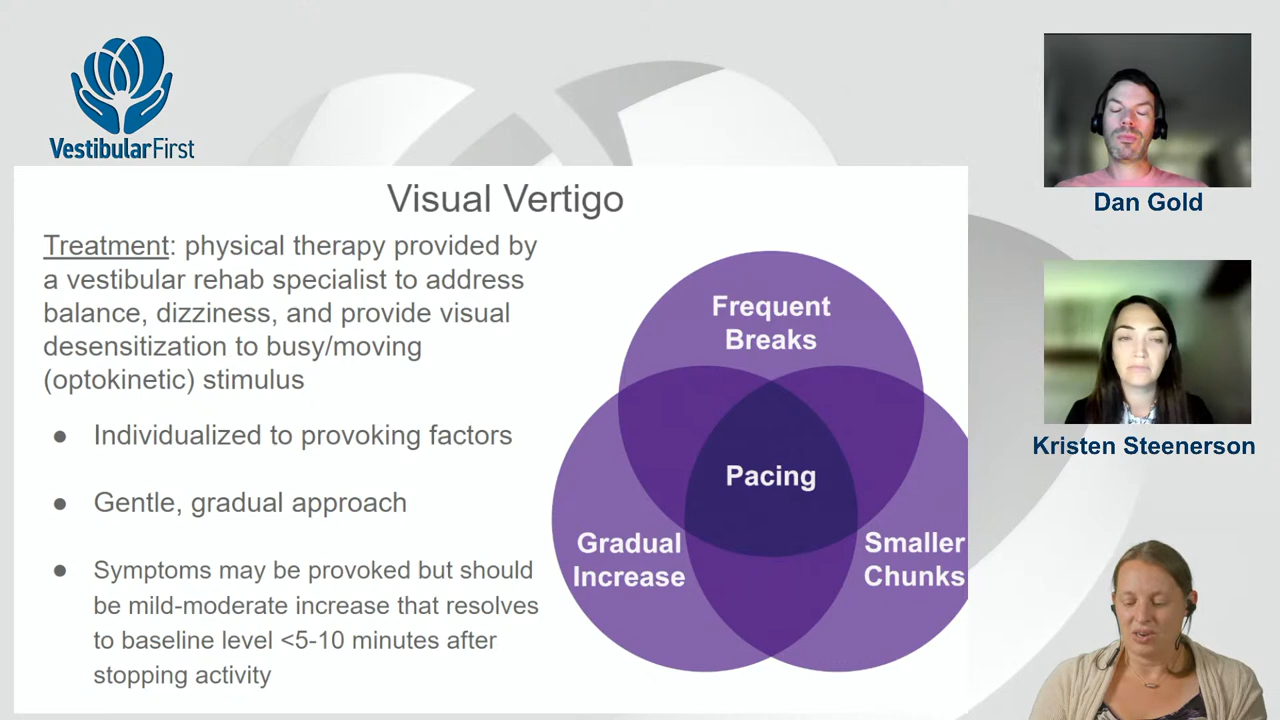 VestibularFirst
Visual Vertigo
Treatment: physical therapy provided by
a vestibular rehab specialist to address
balance, dizziness, and provide visual
desensitization to busy/moving
(optokinetic) stimulus
● Individualized to provoking factors
● Gentle, gradual approach
● Symptoms may be provoked but should
be mild-moderate increase that resolves
to baseline level <5-10 minutes after
stopping activity
Frequent
Breaks
Pacing
Gradual
Increase
Smaller
Chunks
Dan Gold
Kristen Steenerson